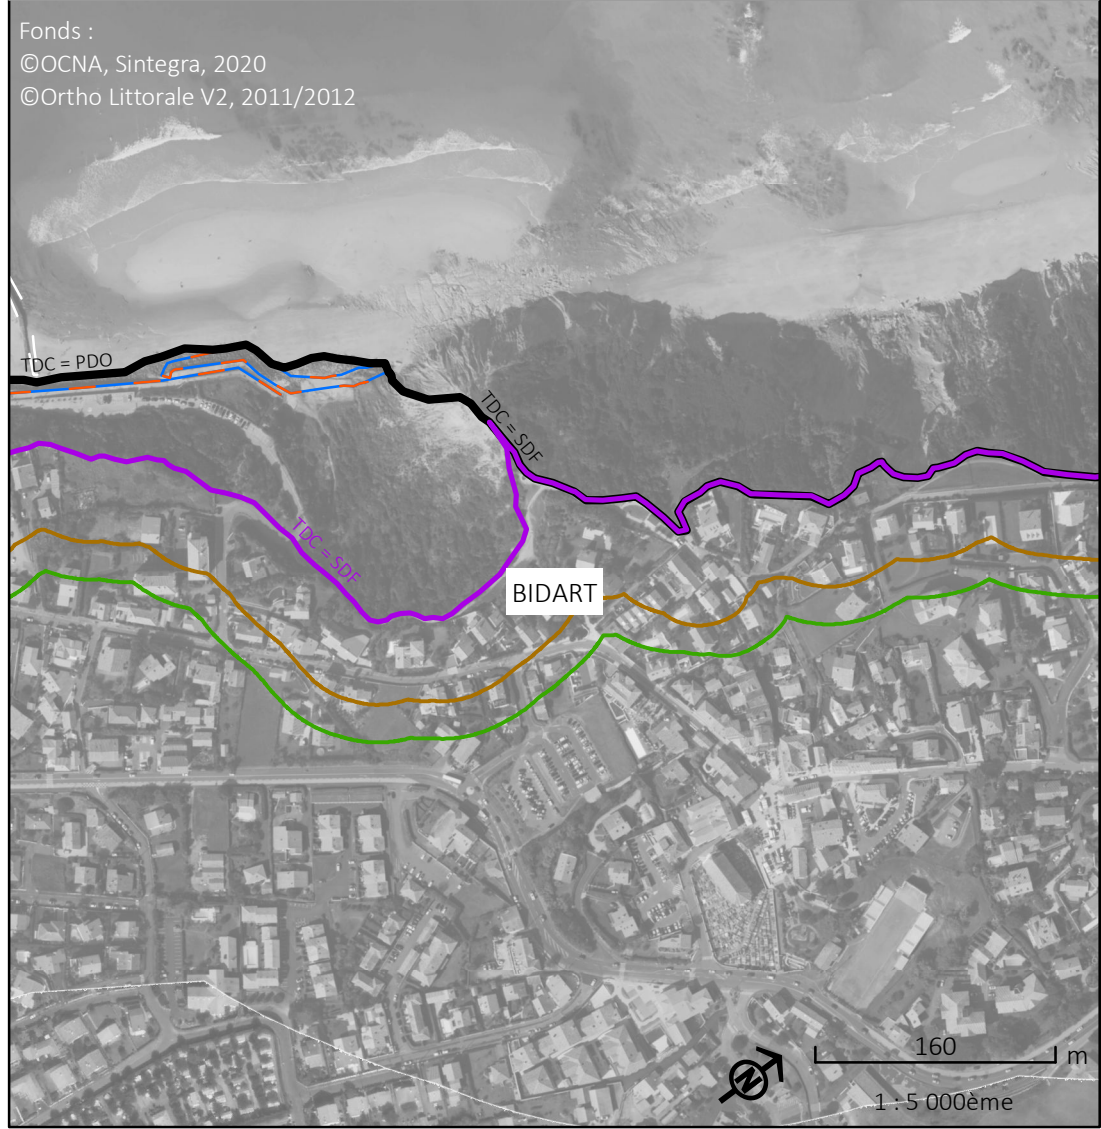 Fonds :
©OCNA, Sintegra, 2020
©Ortho Littorale V2, 2011/2012
TDC = PDO
TDC = SDF
TDC = SDF
BIDART
N
160
m
1 : 5 000ème